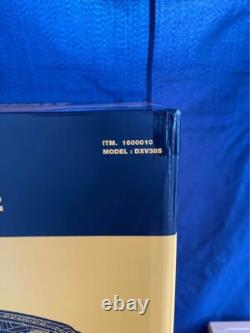 ITM. 1600010
MODEL : DXV38S